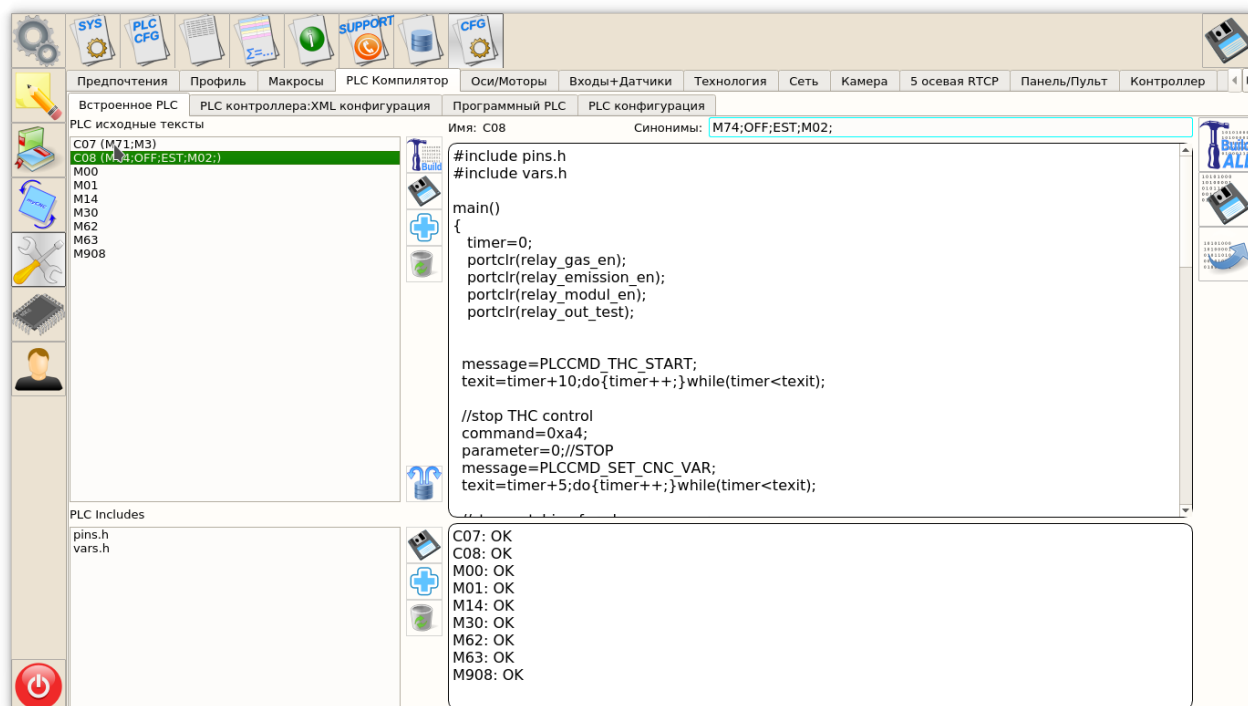 SYS
PLC CFG
Σ=...
i
SUPPORT
CFG
Предпочтения Профиль Макросы PLC Компилятор Оси/Моторы Входы+Датчики Технология Сеть Камера 5 осевая RTCP Панель/Пульт Контроллер
Встроенное PLC PLC контроллера:XML конфигурация Программный PLC PLC конфигурация
PLC исходные тексты
Имя: C08 Синонимы: M74;OFF;EST;M02;
C07 (M71;M3)
C08 (M74;OFF;EST;M02;)
M00
M01
M14
M30
M62
M63
M908
Build
Build ALL
myCNC
#include pins.h
#include vars.h
main()
{
timer=0;
portclr(relay_gas_en);
portclr(relay_emission_en);
portclr(relay_modul_en);
portclr(relay_out_test);
message=PLCCMD_THC_START;
texit=timer+10;do{timer++;}while(timer<texit);
//stop THC control
command=0xa4;
parameter=0;//STOP
message=PLCCMD_SET_CNC_VAR;
texit=timer+5;do{timer++;}while(timer<texit);
PLC Includes
pins.h
vars.h
C07: OK
C08: OK
M00: OK
M01: OK
M14: OK
M30: OK
M62: OK
M63: OK
M908: OK